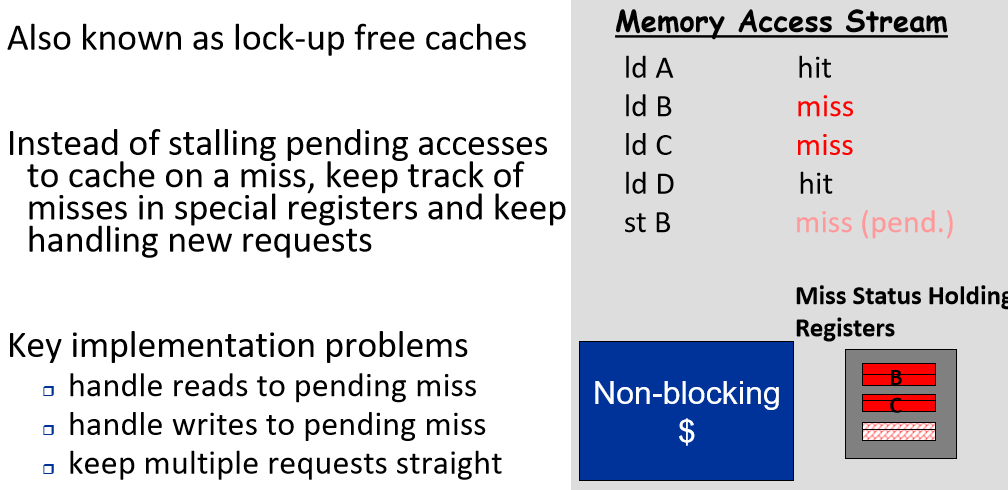 Also known as lock-up free caches
Instead of stalling pending accesses
to cache on a miss, keep track of
misses in special registers and keep
handling new requests
Key implementation problems
handle reads to pending miss
handle writes to pending miss
keep multiple requests straight
Memory Access Stream
ld A hit
ld B miss
ld C miss
ld D hit
st B miss (pend.)
Miss Status Holding
Registers
Non-blocking
$
B
C